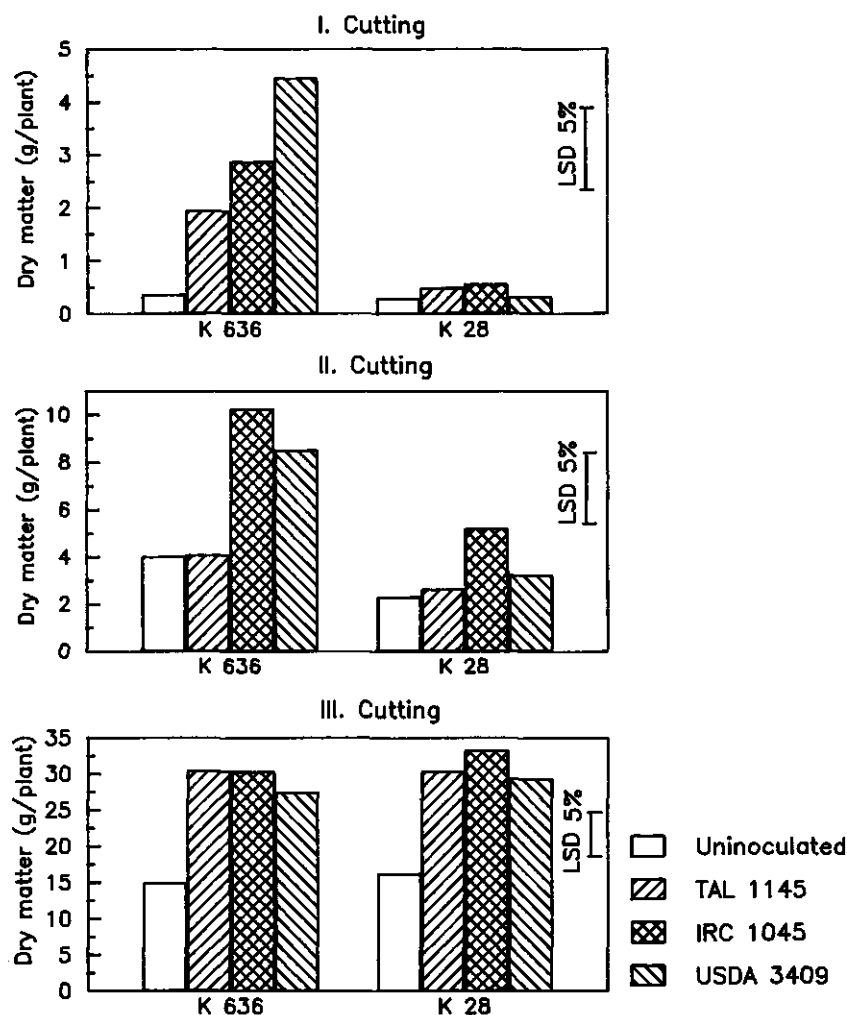 I. Cutting
Dry matter (g/plant)
5
4
3
2
1
0
LSD 5%
K 636
K 28
II. Cutting
Dry matter (g/plant)
10
8
6
4
2
0
LSD 5%
K 636
K 28
III. Cutting
Dry matter (g/plant)
35
30
25
20
15
10
5
0
LSD 5%
K 636
K 28
Uninoculated
TAL 1145
IRC 1045
USDA 3409